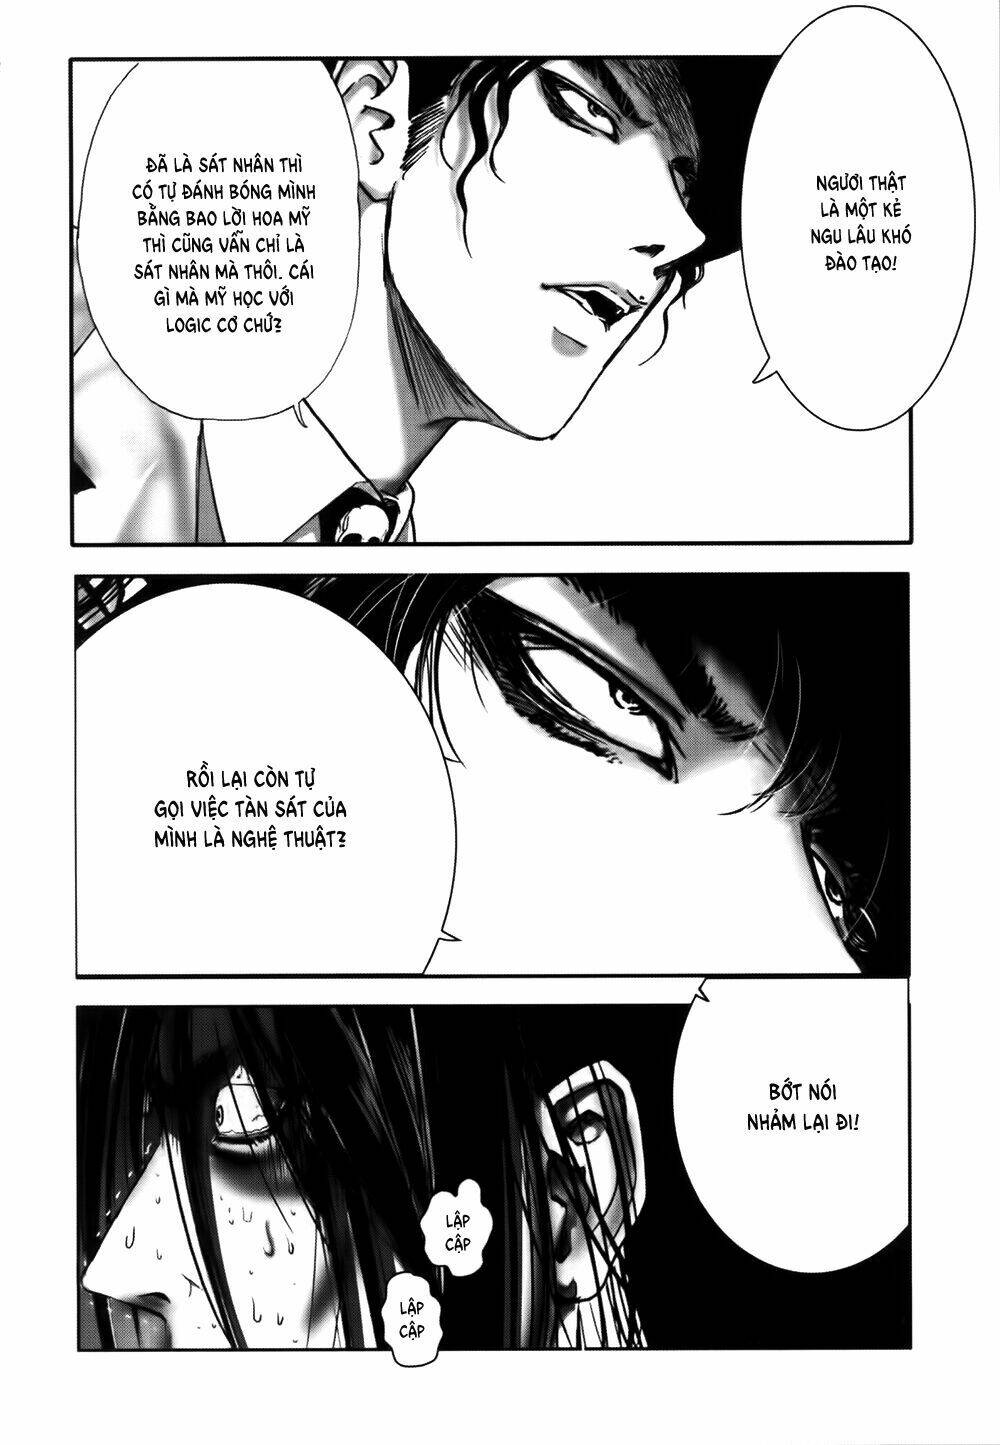 NGƯƠI THẬT
LÀ MỘT KẺ
NGU LÂU KHÓ
ĐÀO TẠO!
ĐÃ LÀ SÁT NHÂN THÌ
CÓ TỰ ĐÁNH BÓNG MÌNH
BẰNG BAO LỜI HOA MỸ
THÌ CŨNG VẪN CHỈ LÀ
SÁT NHÂN MÀ THÔI. CÁI
GÌ MÀ MỸ HỌC VỚI
LOGIC CƠ CHỨ?
RỒI LẠI CÒN TỰ
GỌI VIỆC TÀN SÁT CỦA
MÌNH LÀ NGHỆ THUẬT?
BỚT NÓI
NHẢM LẠI ĐI!
LẬP
CẬP
LẬP
CẬP